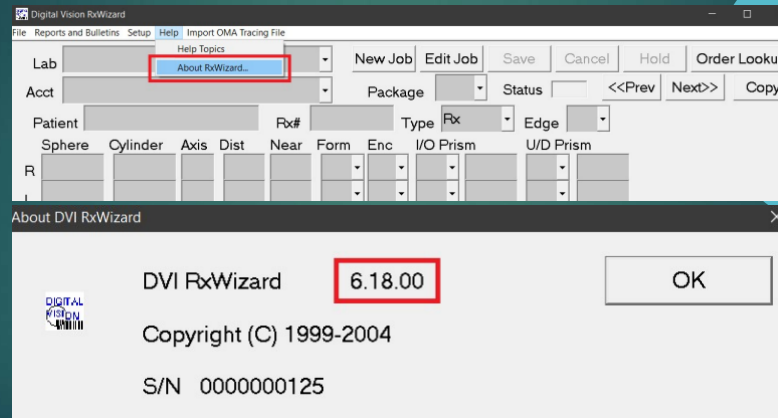 Digital Vision RxWizard
File Reports and Bulletins Setup Help Import OMA Tracing File
Help Topics
About RxWizard...
Lab New Job Edit Job Save Cancel Hold Order Looku
Acct Package Status <<Prev Next>> Copy
Patient Rx# Type Rx Edge
Sphere Cylinder Axis Dist Near Form Enc I/O Prism U/D Prism
R
About DVI RxWizard
DVI RxWizard 6.18.00 OK
DIGITAL
VISION
Copyright (C) 1999-2004
S/N 0000000125